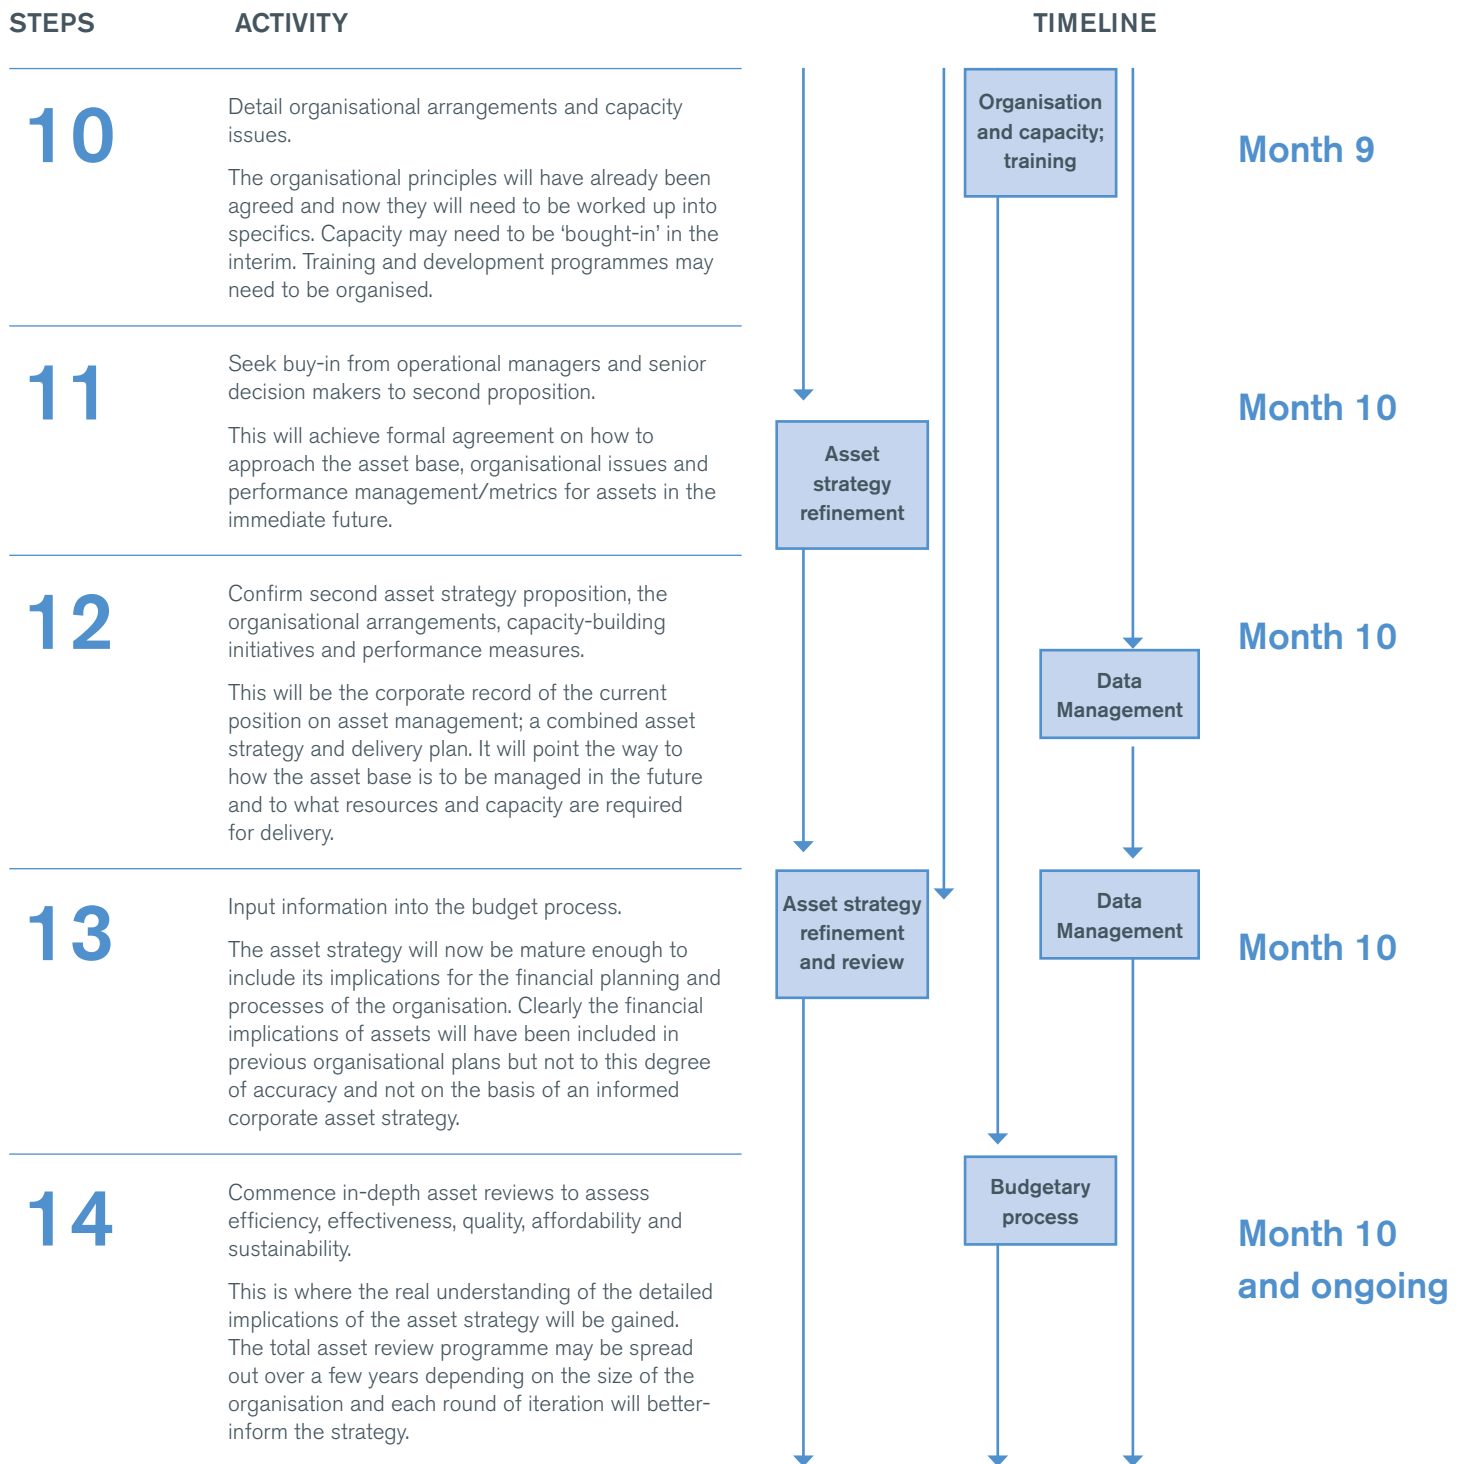 STEPS
ACTIVITY
TIMELINE
10
Detail organisational arrangements and capacity
issues.
The organisational principles will have already been
agreed and now they will need to be worked up into
specifics. Capacity may need to be ‘bought-in’ in the
interim. Training and development programmes may
need to be organised.
Organisation
and capacity;
training
Month 9
11
Seek buy-in from operational managers and senior
decision makers to second proposition.
This will achieve formal agreement on how to
approach the asset base, organisational issues and
performance management/metrics for assets in the
immediate future.
Asset
strategy
refinement
Month 10
12
Confirm second asset strategy proposition, the
organisational arrangements, capacity-building
initiatives and performance measures.
This will be the corporate record of the current
position on asset management; a combined asset
strategy and delivery plan. It will point the way to
how the asset base is to be managed in the future
and to what resources and capacity are required
for delivery.
Data
Management
Month 10
13
Input information into the budget process.
The asset strategy will now be mature enough to
include its implications for the financial planning and
processes of the organisation. Clearly the financial
implications of assets will have been included in
previous organisational plans but not to this degree
of accuracy and not on the basis of an informed
corporate asset strategy.
Asset strategy
refinement
and review
Data
Management
Month 10
14
Commence in-depth asset reviews to assess
efficiency, effectiveness, quality, affordability and
sustainability.
This is where the real understanding of the detailed
implications of the asset strategy will be gained.
The total asset review programme may be spread
out over a few years depending on the size of the
organisation and each round of iteration will better-
inform the strategy.
Budgetary
process
Month 10
and ongoing